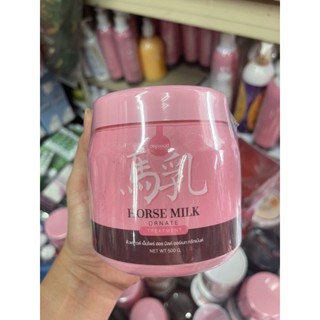 馬乳
HORSE MILK
ORNATE
TREATMENT
NET WT 500 G.